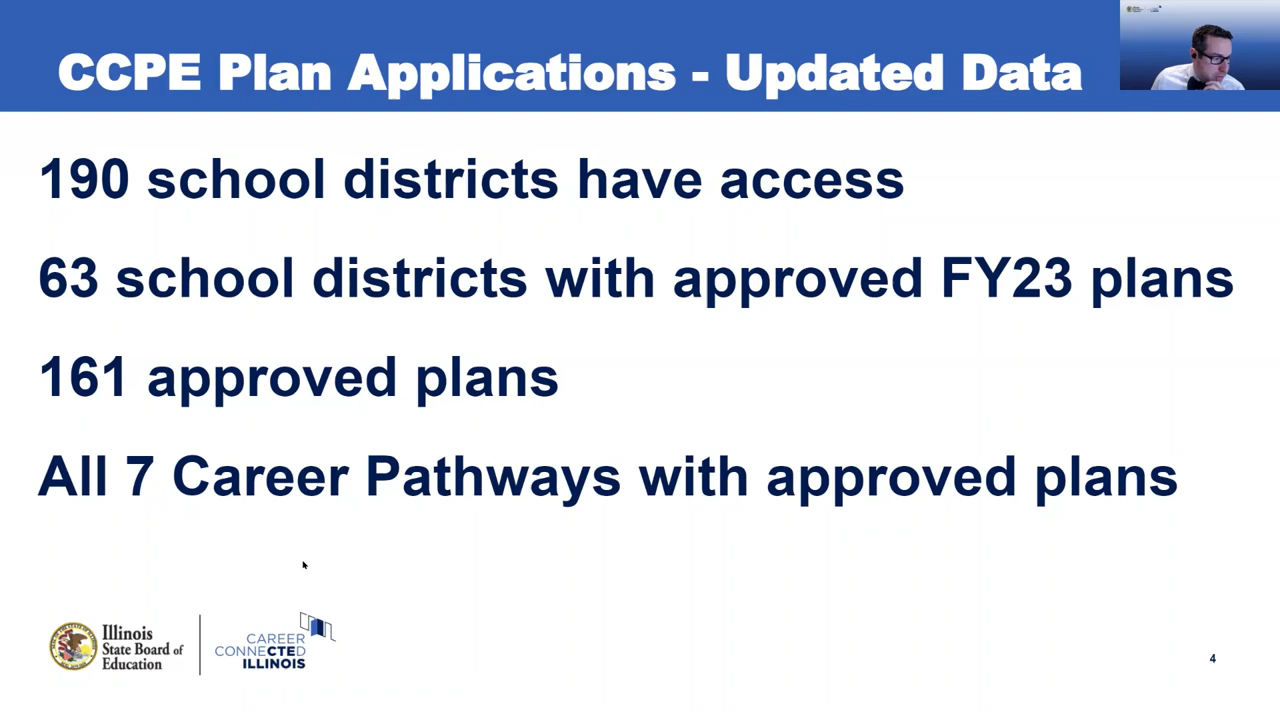 CCPE Plan Applications - Updated Data
190 school districts have access
63 school districts with approved FY23 plans
161 approved plans
All 7 Career Pathways with approved plans
Illinois
State Board of
Education
CAREER
CONNECTED
ILLINOIS
4